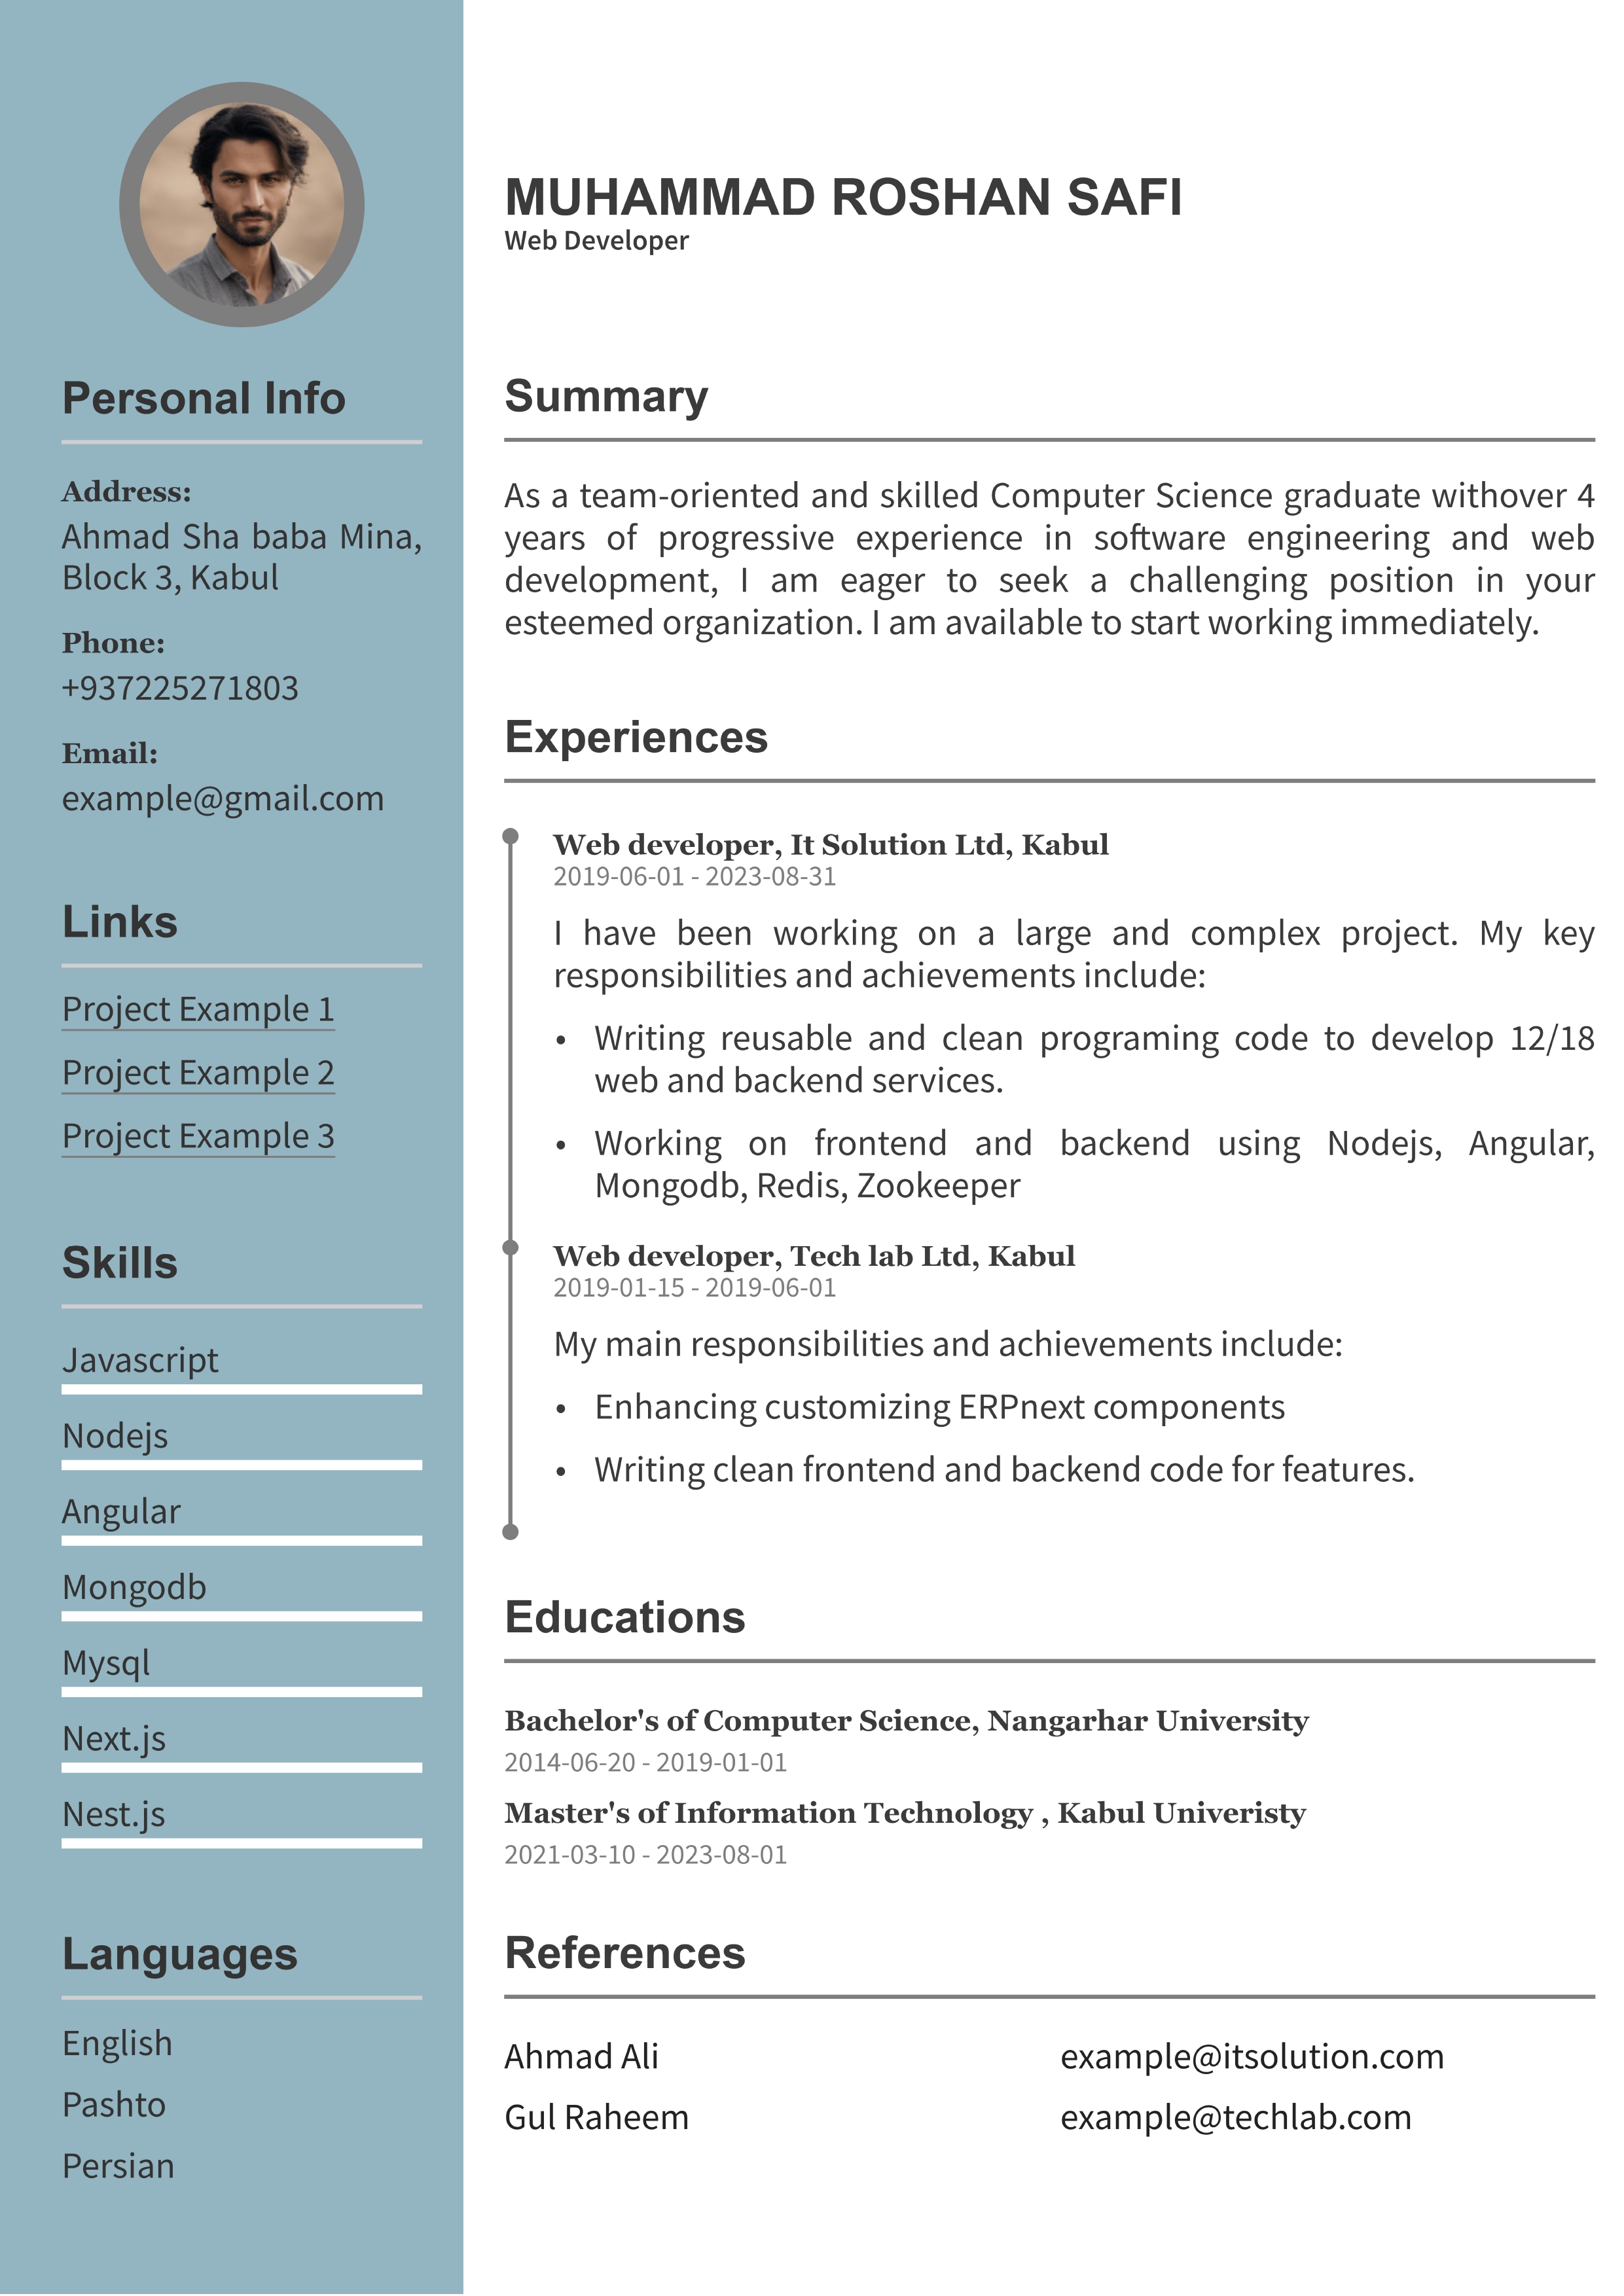 MUHAMMAD ROSHAN SAFI
Web Developer
Personal Info
Address:
Ahmad Sha baba Mina,
Block 3, Kabul
Phone:
+937225271803
Email:
example@gmail.com
Links
Project Example 1
Project Example 2
Project Example 3
Skills
Javascript
Nodejs
Angular
Mongodb
Mysql
Next.js
Nest.js
Languages
English
Pashto
Persian
Summary
As a team-oriented and skilled Computer Science graduate withover 4
years of progressive experience in software engineering and web
development, I am eager to seek a challenging position in your
esteemed organization. I am available to start working immediately.
Experiences
Web developer, It Solution Ltd, Kabul
2019-06-01 - 2023-08-31
I have been working on a large and complex project. My key
responsibilities and achievements include:
• Writing reusable and clean programing code to develop 12/18
web and backend services.
• Working on frontend and backend using Nodejs, Angular,
Mongodb, Redis, Zookeeper
Web developer, Tech lab Ltd, Kabul
2019-01-15 - 2019-06-01
My main responsibilities and achievements include:
• Enhancing customizing ERPnext components
• Writing clean frontend and backend code for features.
Educations
Bachelor's of Computer Science, Nangarhar University
2014-06-20 - 2019-01-01
Master's of Information Technology , Kabul Univeristy
2021-03-10 - 2023-08-01
References
Ahmad Ali example@itsolution.com
Gul Raheem example@techlab.com